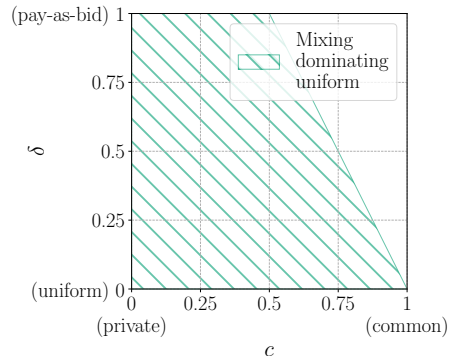 (pay-as-bid) 1
Mixing
dominating
uniform
0.75
δ
0.5
0.25
(uniform) 0
0 0.25 0.5 0.75 1
(private) (common)
c